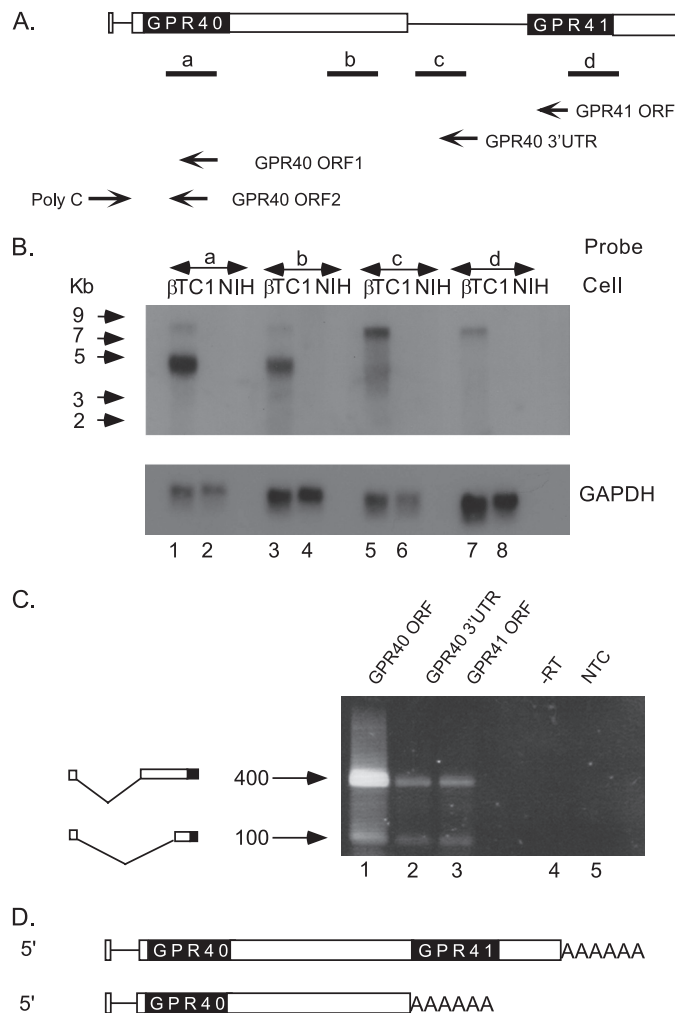 A.
GPR40 GPR41
a b c d
GPR41 ORF
GPR40 3'UTR
GPR40 ORF1
Poly C GPR40 ORF2
B.
a b c d Probe
Kb βTC1 NIH βTC1 NIH βTC1 NIH βTC1 NIH Cell
9
7
5
3
2
GAPDH
1 2 3 4 5 6 7 8
C.
GPR40 ORF GPR40 3'UTR GPR41 ORF -RT NTC
400
100
1 2 3 4 5
D.
5' GPR40 GPR41 AAAAAA
5' GPR40 AAAAAA